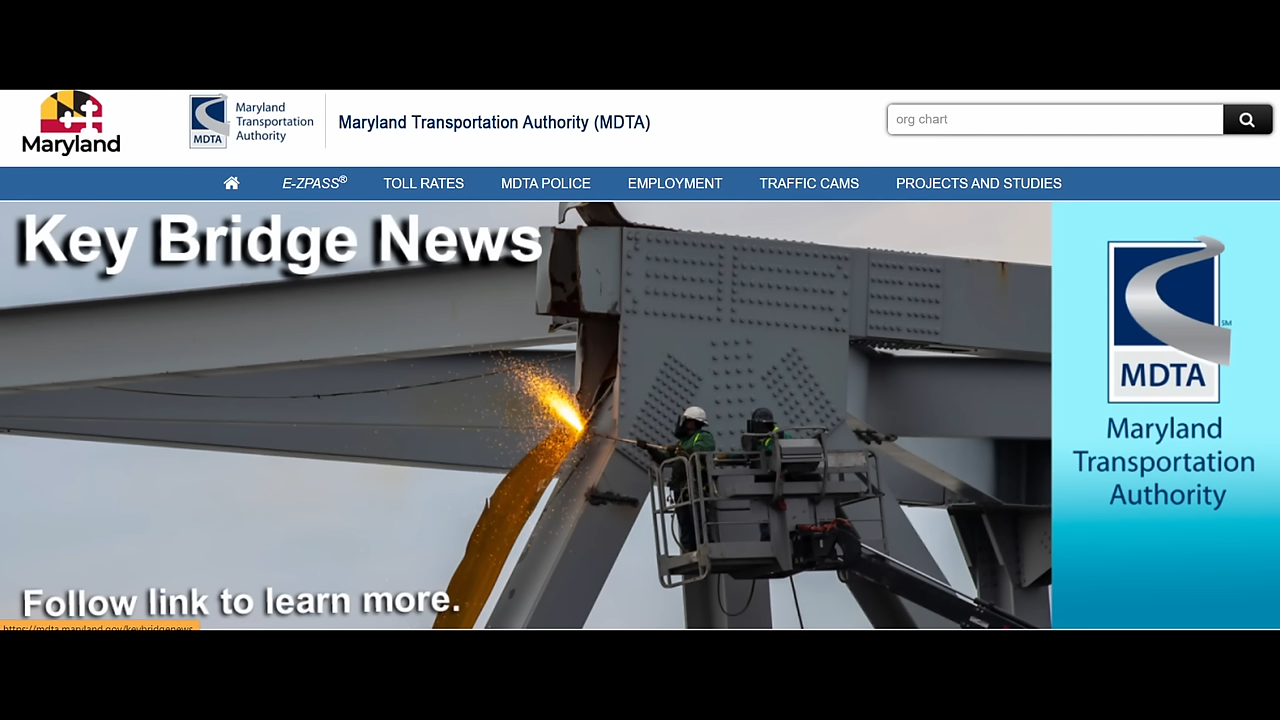 Maryland
MDTA
Maryland
Transportation
Authority
Maryland Transportation Authority (MDTA)
org chart
E-ZPASS®
TOLL RATES
MDTA POLICE
EMPLOYMENT
TRAFFIC CAMS
PROJECTS AND STUDIES
Key Bridge News
SM
MDTA
Maryland
Transportation
Authority
Follow link to learn more.
https://mdta.maryland.gov/keybridgenews